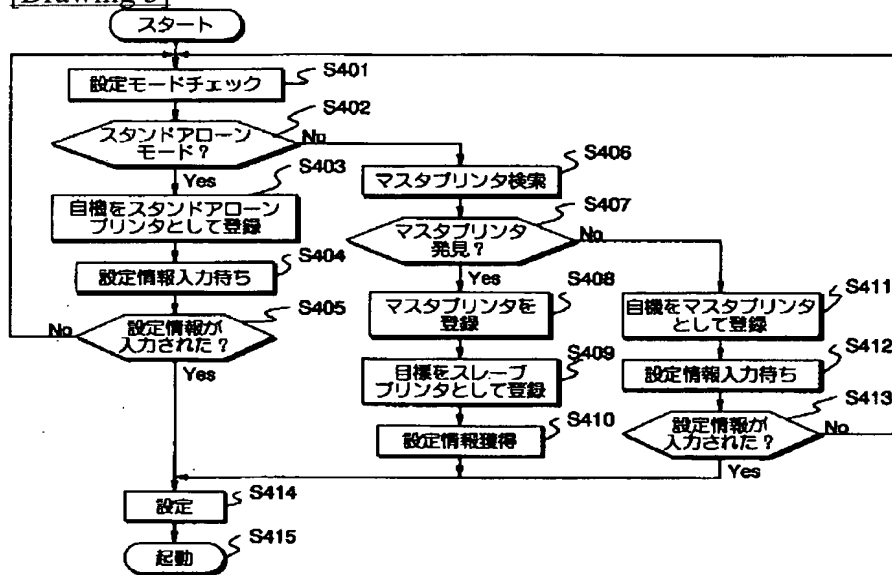 [Drawing
スタート
設定モードチェック
S401
スタンドアローン
モード？
S402
No
Yes
自機をスタンドアローン
プリンタとして登録
S403
設定情報入力待ち
S404
設定情報が
入力された？
S405
No
Yes
マスタプリンタ検索
S406
マスタプリンタ
発見？
S407
No
Yes
マスタプリンタを
登録
S408
自機をスレーブ
プリンタとして登録
S409
設定情報獲得
S410
自機をマスタプリンタ
として登録
S411
設定情報入力待ち
S412
設定情報が
入力された？
S413
No
Yes
設定
S414
起動
S415